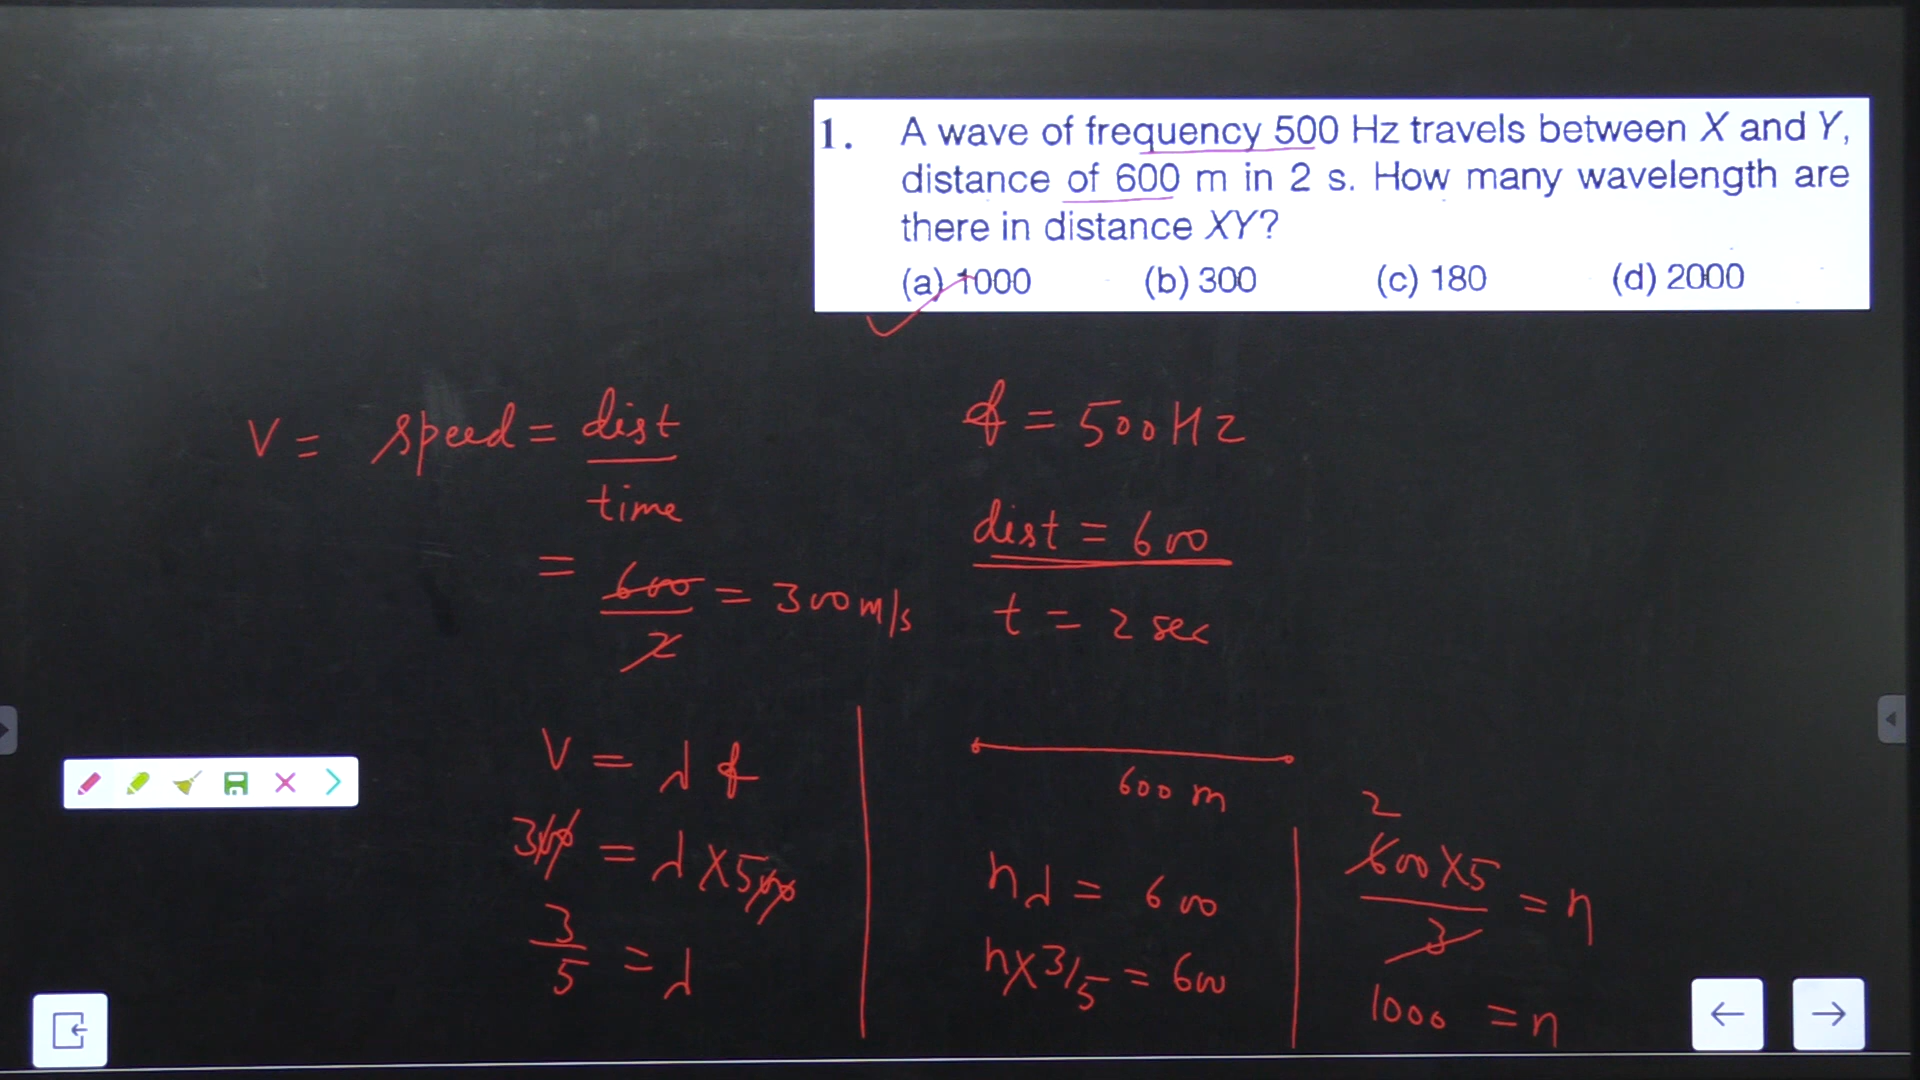 1. A wave of frequency 500 Hz travels between X and Y,
distance of 600 m in 2 s. How many wavelength are
there in distance XY?
(a) 1000 (b) 300 (c) 180 (d) 2000
V = speed = dist
time
= 600 = 300 m/s
2
f = 500 Hz
dist = 600
t = 2 sec
V = λ f
300 = λ X 500
3
5 = λ
600 m
nλ = 600
n X 3/5 = 600
2
600 X 5
3 = n
1000 = n